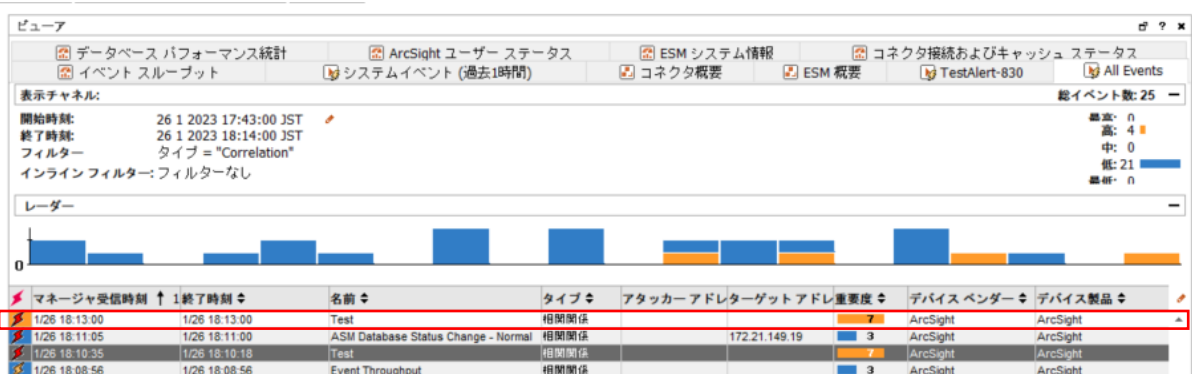 ビューア
データベース パフォーマンス統計 ArcSight ユーザー ステータス ESM システム情報 コネクタ接続およびキャッシュ ステータス
イベント スループット システムイベント (過去1時間) コネクタ概要 ESM 概要 TestAlert-830 All Events
表示チャネル: 総イベント数: 25
開始時刻: 26 1 2023 17:43:00 JST 最高: 0
終了時刻: 26 1 2023 18:14:00 JST 高: 4
フィルター タイプ = "Correlation" 中: 0
インライン フィルター: フィルターなし 低: 21
最低: 0
レーダー
0
マネージャ受信時刻 1 終了時刻 名前 タイプ アタッカー アドレ ターゲット アドレ 重要度 デバイス ベンダー デバイス製品
1/26 18:13:00 1/26 18:13:00 Test 相関関係 7 ArcSight ArcSight
1/26 18:11:05 1/26 18:11:00 ASM Database Status Change - Normal 相関関係 172.21.149.19 3 ArcSight ArcSight
1/26 18:10:35 1/26 18:10:18 Test 相関関係 7 ArcSight ArcSight
1/26 18:08:56 1/26 18:08:56 Event Throughput 相関関係 3 ArcSight ArcSight